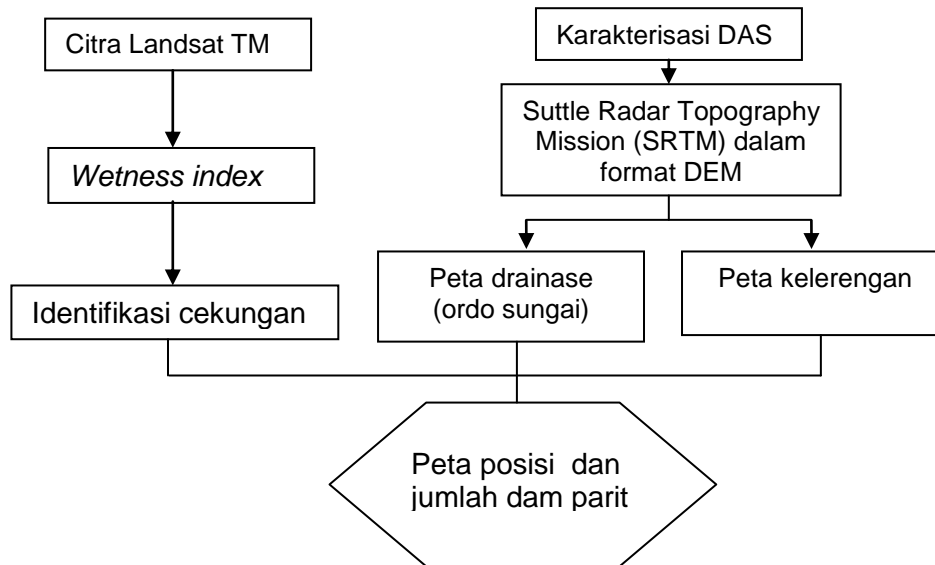 Citra Landsat TM
Karakterisasi DAS
Suttle Radar Topography
Mission (SRTM) dalam
format DEM
Wetness index
Identifikasi cekungan
Peta drainase
(ordo sungai)
Peta kelerengan
Peta posisi dan
jumlah dam parit